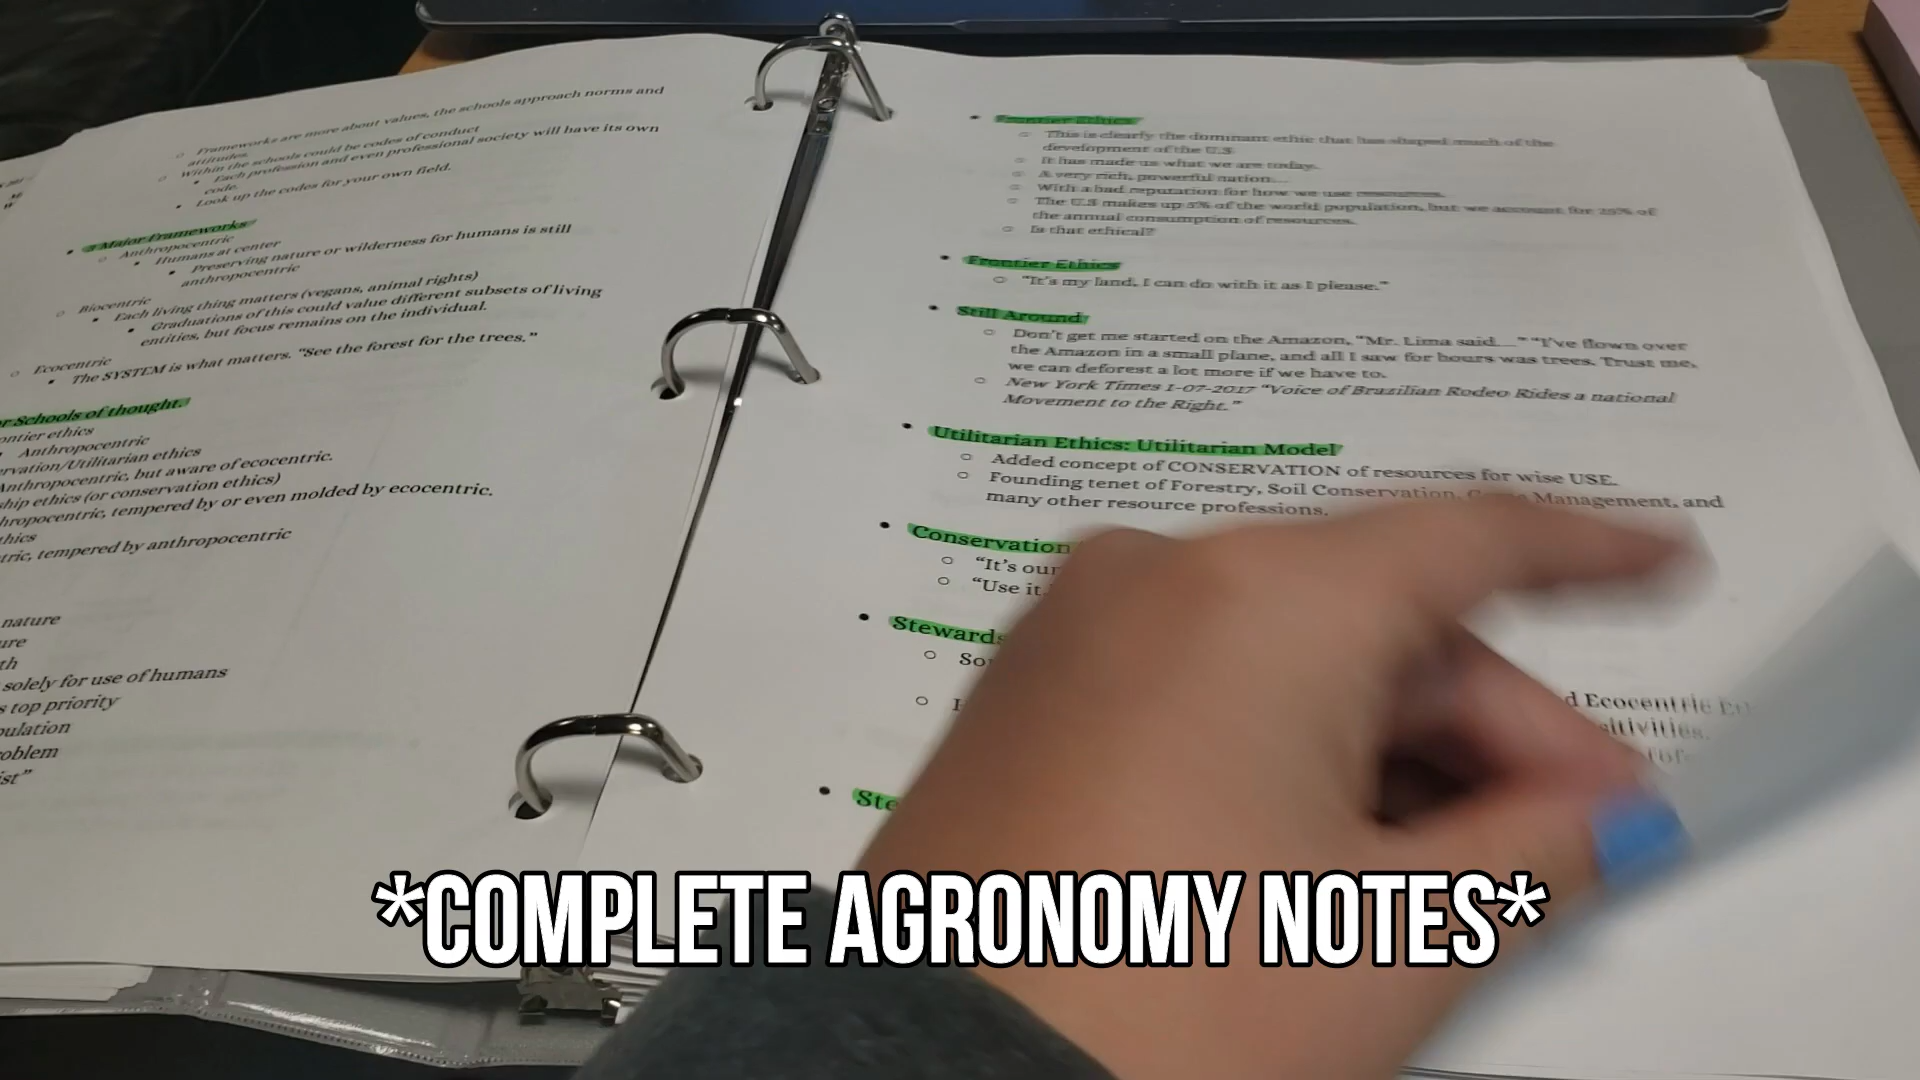 Frameworks are more about values, the schools approach norms and
attitudes.
Within the schools could be codes of conduct
Each profession and even professional society will have its own
code.
Look up the codes for your own field.
3 Major Frameworks
Anthropocentric
Humans at center
Preserving nature or wilderness for humans is still
anthropocentric
Biocentric
Each living thing matters (vegans, animal rights)
Graduations of this could value different subsets of living
entities, but focus remains on the individual.
Ecocentric
The SYSTEM is what matters. “See the forest for the trees.”
Schools of thought.
ethics
Anthropocentric
ethics
Anthropocentric, but aware of ecocentric.
ethics (or conservation ethics)
tempered by or even molded by ecocentric.
tempered by anthropocentric
nature
solely for use of humans
top priority
Frontier Ethics
This is clearly the dominant ethic that has shaped much of the
development of the U.S
It has made us what we are today.
A very rich, powerful nation...
With a bad reputation for how we use resources.
The U.S makes up 5% of the world population, but we account for 25% of
the annual consumption of resources.
Is that ethical?
Frontier Ethics
“It’s my land, I can do with it as I please.”
Still Around
Don’t get me started on the Amazon, “Mr. Lima said....” “I’ve flown over
the Amazon in a small plane, and all I saw for hours was trees. Trust me,
we can deforest a lot more if we have to.
New York Times 1-07-2017 “Voice of Brazilian Rodeo Rides a national
Movement to the Right.”
Utilitarian Ethics: Utilitarian Model
Added concept of CONSERVATION of resources for wise USE.
Founding tenet of Forestry, Soil Conservation, Management, and
many other resource professions.
Conservation
“It’s our
“Use it
Ecocentric
*COMPLETE AGRONOMY NOTES*